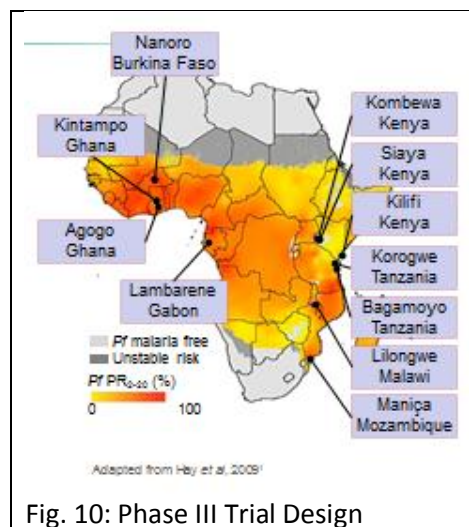 Nanoro
Burkina Faso
Kintampo
Ghana
Agogo
Ghana
Lambarene
Gabon
Kombewa
Kenya
Siaya
Kenya
Kilifi
Kenya
Korogwe
Tanzania
Bagamoyo
Tanzania
Lilongwe
Malawi
Maniça
Mozambique
Pf malaria free
Unstable risk
Pf PR2-10 (%)
0 100
Adapted from Hay et al, 2009¹
Fig. 10: Phase III Trial Design